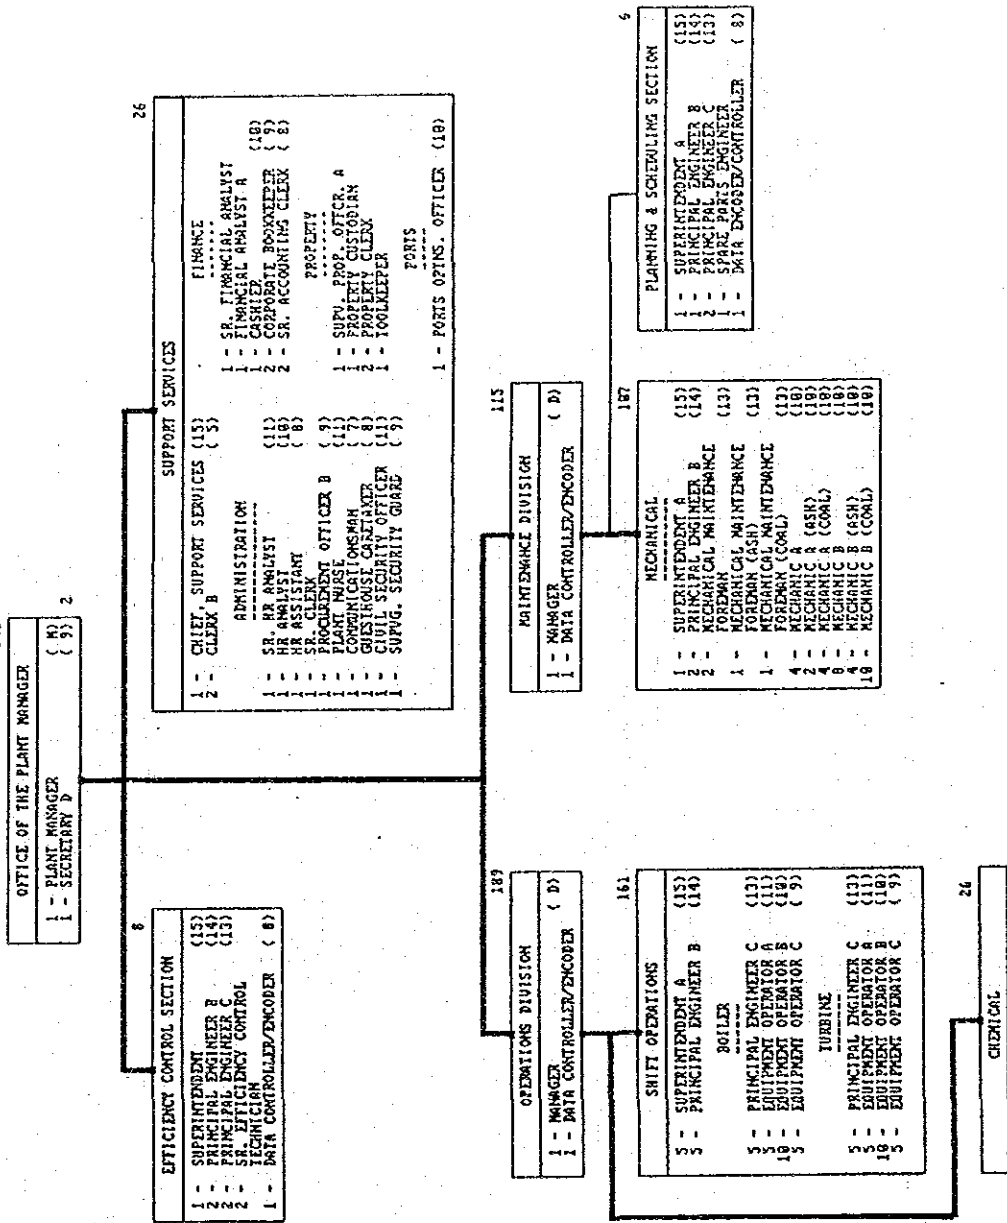 OFFICE OF THE PLANT MANAGER
1 - PLANT MANAGER ( M)
1 - SECRETARY D ( 9)
2
EFFICIENCY CONTROL SECTION
8
1 - SUPERINTENDENT (15)
2 - PRINCIPAL ENGINEER B (14)
2 - PRINCIPAL ENGINEER C (13)
2 - SR. EFFICIENCY CONTROL
TECHNICIAN
1 - DATA CONTROLLER/ENCODER ( 8)
SUPPORT SERVICES
26
1 - CHIEF, SUPPORT SERVICES (15)
2 - CLERK B ( 5)
ADMINISTRATION
--------------
1 - SR. HR ANALYST (11)
1 - HR ANALYST (10)
1 - HR ASSISTANT ( 8)
1 - SR. CLERK
1 - PROCUREMENT OFFICER B ( 9)
1 - PLANT NURSE (11)
1 - COMMUNICATIONSMAN ( 7)
1 - GUESTHOUSE CARETAKER ( 8)
1 - CIVIL SECURITY OFFICER (11)
1 - SUPVG. SECURITY GUARD ( 9)
FINANCE
-------
1 - SR. FINANCIAL ANALYST
1 - FINANCIAL ANALYST A
1 - CASHIER (10)
2 - CORPORATE BOOKKEEPER ( 9)
2 - SR. ACCOUNTING CLERK ( 8)
PROPERTY
--------
1 - SUPV. PROP. OFFCR. A
1 - PROPERTY CUSTODIAN
2 - PROPERTY CLERK
1 - TOOLKEEPER
PORTS
-----
1 - PORTS OPTNS. OFFICER (10)
OPERATIONS DIVISION
189
1 - MANAGER ( D)
1 - DATA CONTROLLER/ENCODER
MAINTENANCE DIVISION
115
1 - MANAGER ( D)
1 - DATA CONTROLLER/ENCODER
SHIFT OPERATIONS
161
5 - SUPERINTENDENT A (15)
5 - PRINCIPAL ENGINEER B (14)
BOILER
------
5 - PRINCIPAL ENGINEER C (13)
5 - EQUIPMENT OPERATOR A (11)
10 - EQUIPMENT OPERATOR B (10)
5 - EQUIPMENT OPERATOR C ( 9)
TURBINE
-------
5 - PRINCIPAL ENGINEER C (13)
5 - EQUIPMENT OPERATOR A (11)
10 - EQUIPMENT OPERATOR B (10)
5 - EQUIPMENT OPERATOR C ( 9)
MECHANICAL
----------
107
1 - SUPERINTENDENT A (15)
2 - PRINCIPAL ENGINEER B (14)
2 - MECHANICAL MAINTENANCE
FOREMAN (13)
1 - MECHANICAL MAINTENANCE
FOREMAN (ASH) (13)
1 - MECHANICAL MAINTENANCE
FOREMAN (COAL) (13)
4 - MECHANIC A (10)
2 - MECHANIC A (ASH) (10)
4 - MECHANIC A (COAL) (10)
8 - MECHANIC B (10)
4 - MECHANIC B (ASH) (10)
10 - MECHANIC B (COAL) (10)
PLANNING & SCHEDULING SECTION
6
1 - SUPERINTENDENT A (15)
1 - PRINCIPAL ENGINEER B (14)
2 - PRINCIPAL ENGINEER C (13)
1 - SPARE PARTS ENGINEER
1 - DATA ENCODER/CONTROLLER ( 8)
CHEMICAL
26